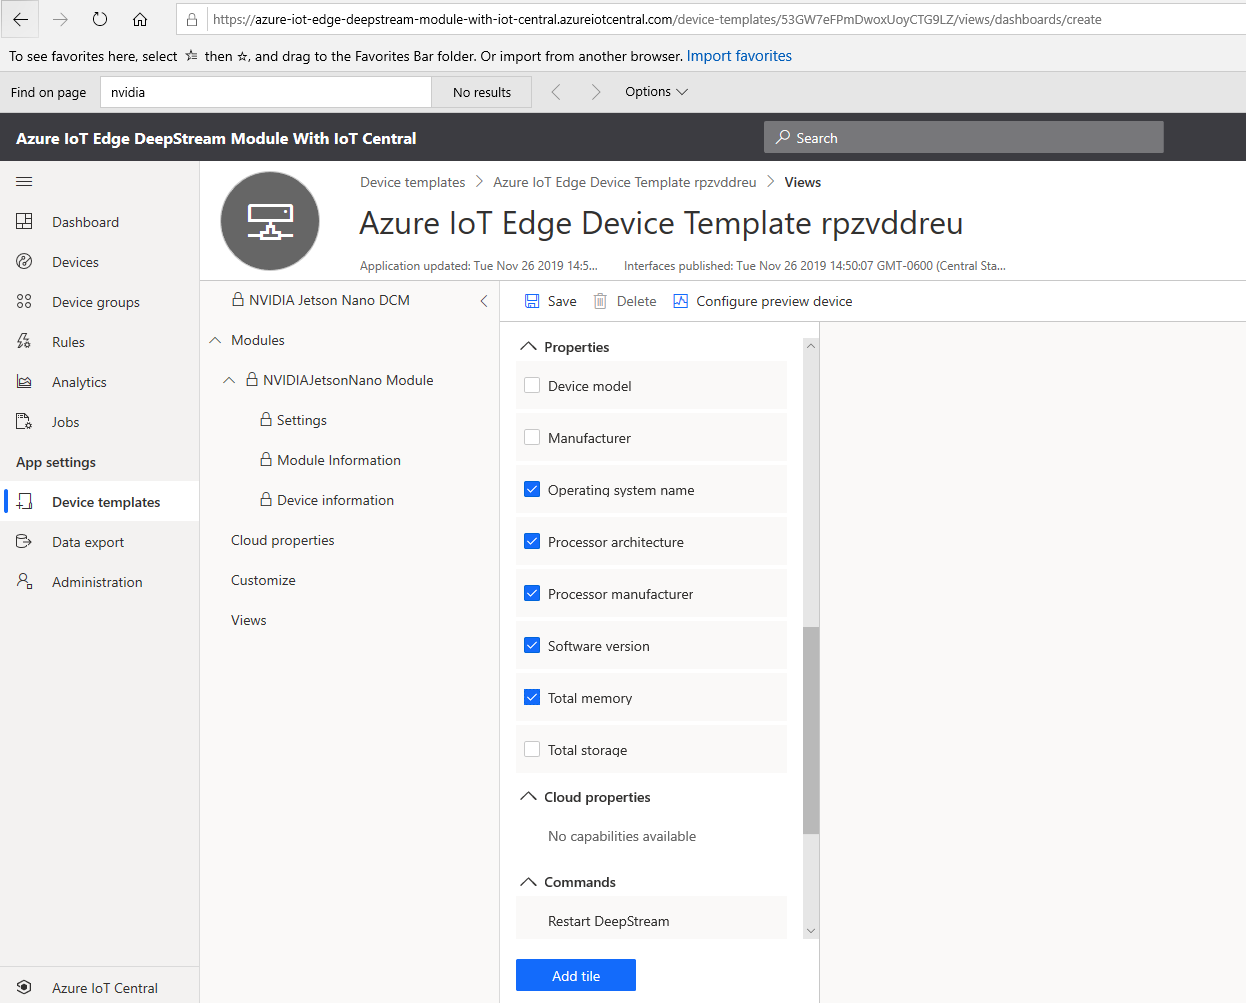 https://azure-iot-edge-deepstream-module-with-iot-central.azureiotcentral.com/device-templates/53GW7eFPmDwoxUoyCTG9LZ/views/dashboards/create
To see favorites here, select then ☆, and drag to the Favorites Bar folder. Or import from another browser. Import favorites
Find on page nvidia No results Options
Azure IoT Edge DeepStream Module With IoT Central Search
Dashboard
Devices
Device groups
Rules
Analytics
Jobs
App settings
Device templates
Data export
Administration
Azure IoT Central
Device templates > Azure IoT Edge Device Template rpzvddreu > Views
Azure IoT Edge Device Template rpzvddreu
Application updated: Tue Nov 26 2019 14:5... Interfaces published: Tue Nov 26 2019 14:50:07 GMT-0600 (Central Sta...
NVIDIA Jetson Nano DCM
Modules
NVIDIAJetsonNano Module
Settings
Module Information
Device information
Cloud properties
Customize
Views
Save Delete Configure preview device
Properties
Device model
Manufacturer
Operating system name
Processor architecture
Processor manufacturer
Software version
Total memory
Total storage
Cloud properties
No capabilities available
Commands
Restart DeepStream
Add tile